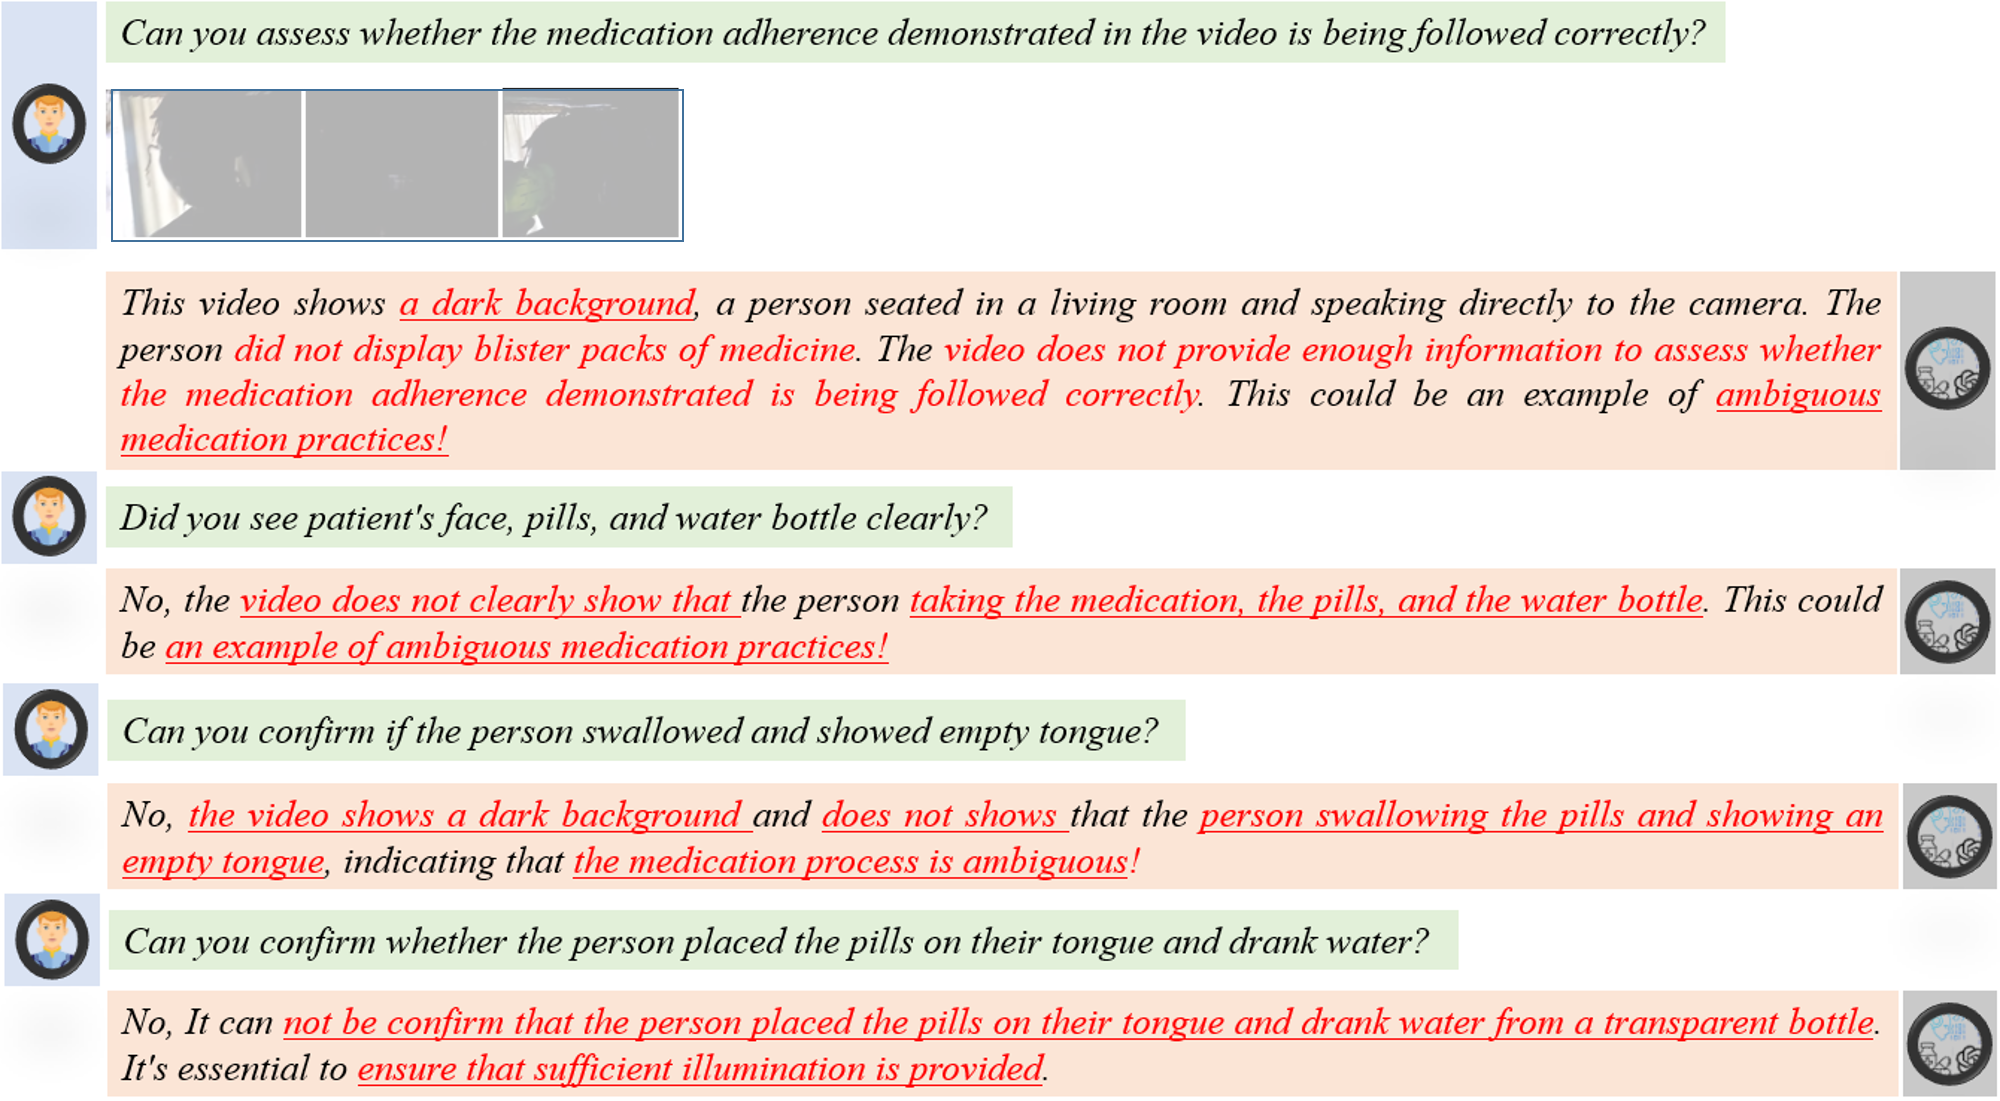 Can you assess whether the medication adherence demonstrated in the video is being followed correctly?
This video shows a dark background, a person seated in a living room and speaking directly to the camera. The
person did not display blister packs of medicine. The video does not provide enough information to assess whether
the medication adherence demonstrated is being followed correctly. This could be an example of ambiguous
medication practices!
Did you see patient's face, pills, and water bottle clearly?
No, the video does not clearly show that the person taking the medication, the pills, and the water bottle. This could
be an example of ambiguous medication practices!
Can you confirm if the person swallowed and showed empty tongue?
No, the video shows a dark background and does not shows that the person swallowing the pills and showing an
empty tongue, indicating that the medication process is ambiguous!
Can you confirm whether the person placed the pills on their tongue and drank water?
No, It can not be confirm that the person placed the pills on their tongue and drank water from a transparent bottle.
It's essential to ensure that sufficient illumination is provided.